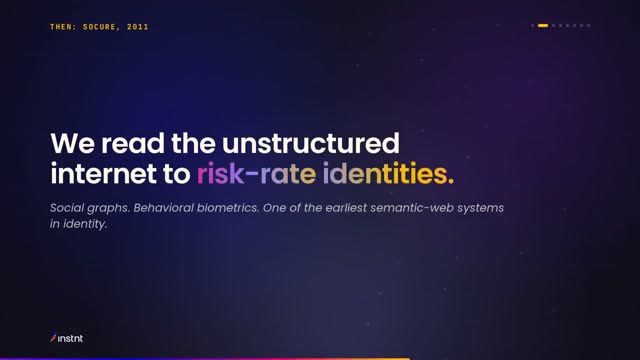 THEN: SOCURE, 2011
We read the unstructured
internet to risk-rate identities.
Social graphs. Behavioral biometrics. One of the earliest semantic-web systems
in identity.
instnt